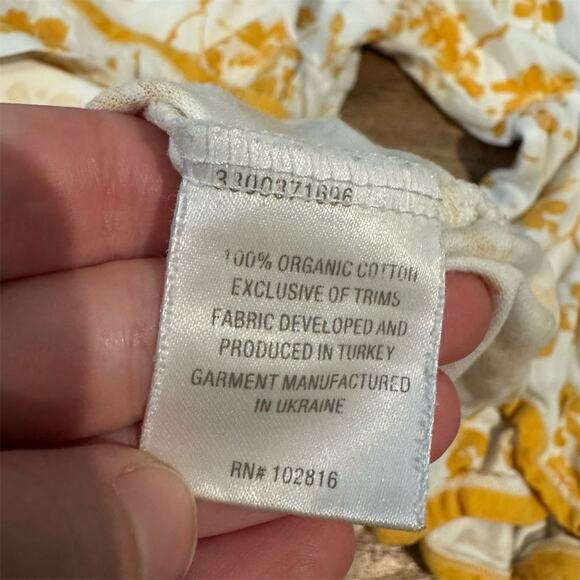 3300371696
100% ORGANIC COTTON
EXCLUSIVE OF TRIMS
FABRIC DEVELOPED AND
PRODUCED IN TURKEY
GARMENT MANUFACTURED
IN UKRAINE
RN# 102816